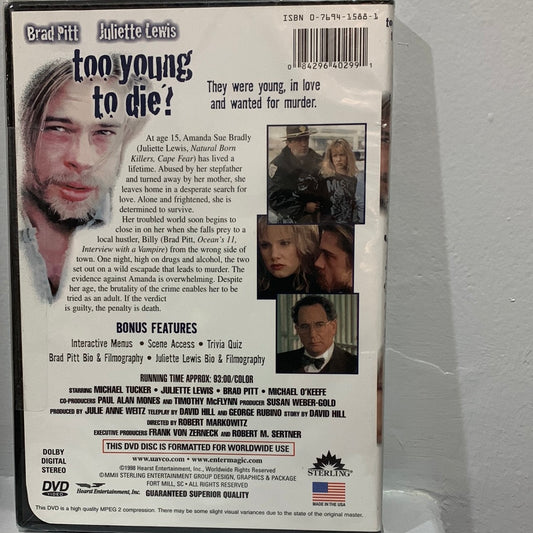 Brad Pitt Juliette Lewis
ISBN 0-7694-1588-1
0 84296 40299 1
too young
to die?
They were young, in love
and wanted for murder.
At age 15, Amanda Sue Bradly
(Juliette Lewis, Natural Born
Killers, Cape Fear) has lived a
lifetime. Abused by her stepfather
and turned away by her mother, she
leaves home in a desperate search for
love. Alone and frightened, she is
determined to survive.
Her troubled world soon begins to
close in on her when she falls prey to a
local hustler, Billy (Brad Pitt, Ocean's 11,
Interview with a Vampire) from the wrong side of
town. One night, high on drugs and alcohol, the two
set out on a wild escapade that leads to murder. The
evidence against Amanda is overwhelming. Despite
her age, the brutality of the crime enables her to be
tried as an adult. If the verdict
is guilty, the penalty is death.
BONUS FEATURES
Interactive Menus • Scene Access • Trivia Quiz
Brad Pitt Bio & Filmography • Juliette Lewis Bio & Filmography
RUNNING TIME APPROX: 93:00/COLOR
STARRING MICHAEL TUCKER • JULIETTE LEWIS • BRAD PITT • MICHAEL O'KEEFE
CO-PRODUCERS PAUL ALAN MONES AND TIMOTHY McFLYNN PRODUCER SUSAN WEBER-GOLD
PRODUCED BY JULIE ANNE WEITZ TELEPLAY BY DAVID HILL AND GEORGE RUBINO STORY BY DAVID HILL
DIRECTED BY ROBERT MARKOWITZ
EXECUTIVE PRODUCERS FRANK VON ZERNECK AND ROBERT M. SERTNER
THIS DVD DISC IS FORMATTED FOR WORLDWIDE USE
www.uavco.com • www.entermagic.com
©1998 Hearst Entertainment, Inc., Worldwide Rights Reserved
©MMII STERLING ENTERTAINMENT GROUP DESIGN, GRAPHICS & PACKAGE
FORT MILL, SC • ALL RIGHTS RESERVED
GUARANTEED SUPERIOR QUALITY
DOLBY
DIGITAL
STEREO
DVD
VIDEO
Hearst Entertainment, Inc.
STERLING
MADE IN THE USA
This DVD is a high quality MPEG 2 compression. There may be some slight visual variances due to the state of the original master.